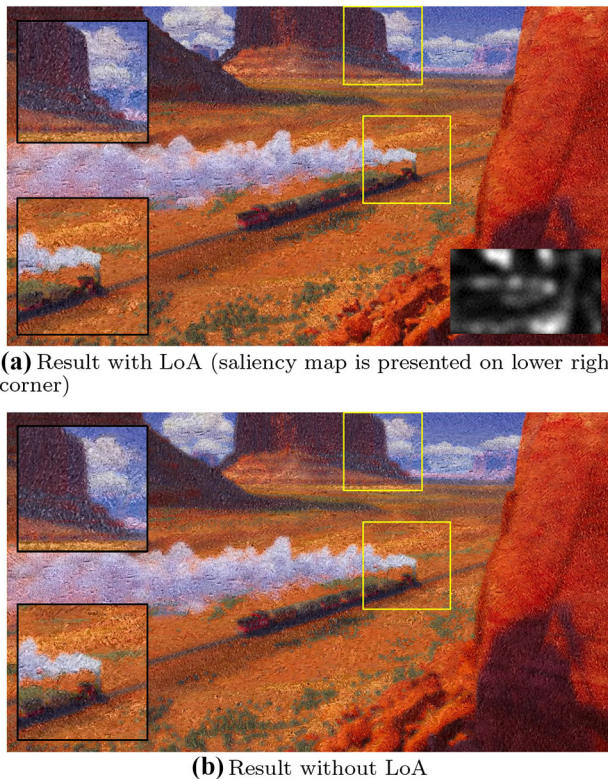 (a) Result with LoA (saliency map is presented on lower righ
corner)
(b) Result without LoA